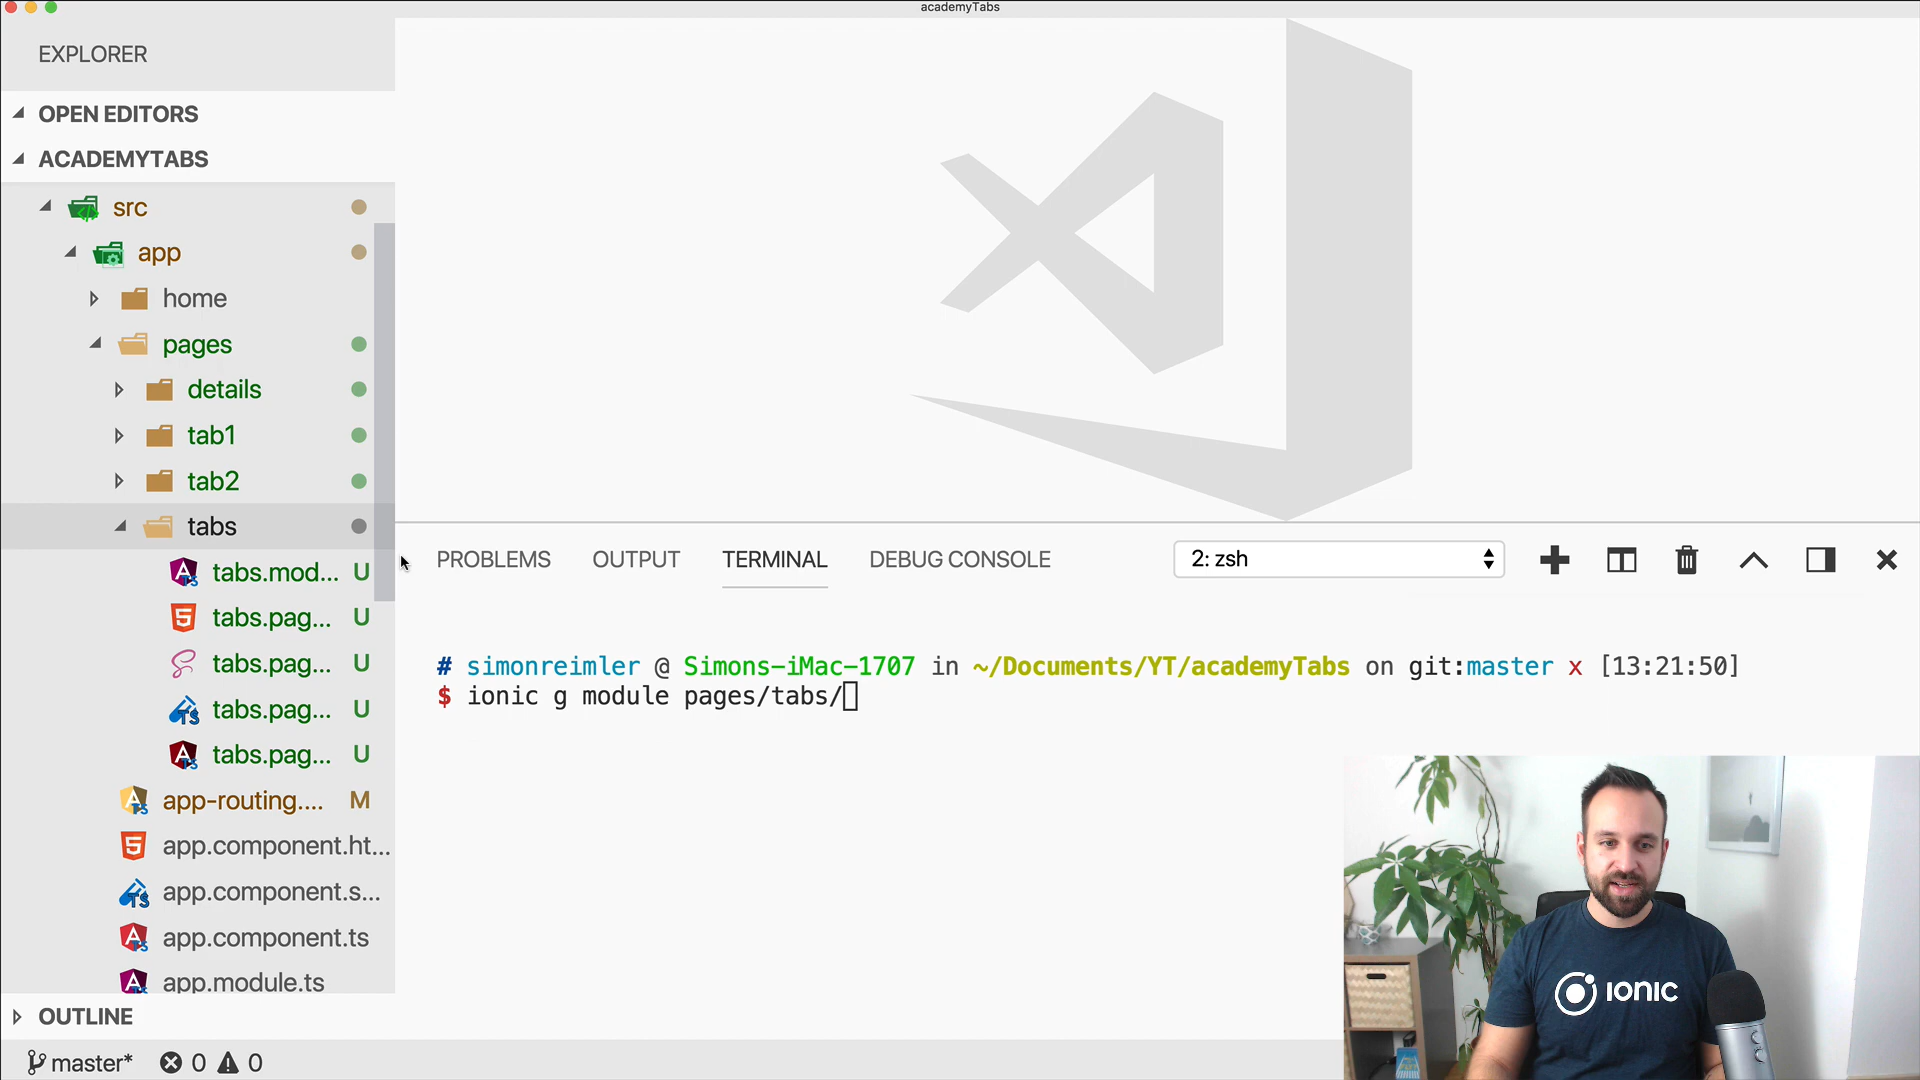 academyTabs
EXPLORER
OPEN EDITORS
ACADEMYTABS
src
app
home
pages
details
tab1
tab2
tabs
tabs.mod... U
tabs.pag... U
tabs.pag... U
tabs.pag... U
tabs.pag... U
app-routing.... M
app.component.ht...
app.component.s...
app.component.ts
app.module.ts
OUTLINE
master* 0 0
PROBLEMS OUTPUT TERMINAL DEBUG CONSOLE 2: zsh
# simonreimler @ Simons-iMac-1707 in ~/Documents/YT/academyTabs on git:master x [13:21:50]
$ ionic g module pages/tabs/
IONIC